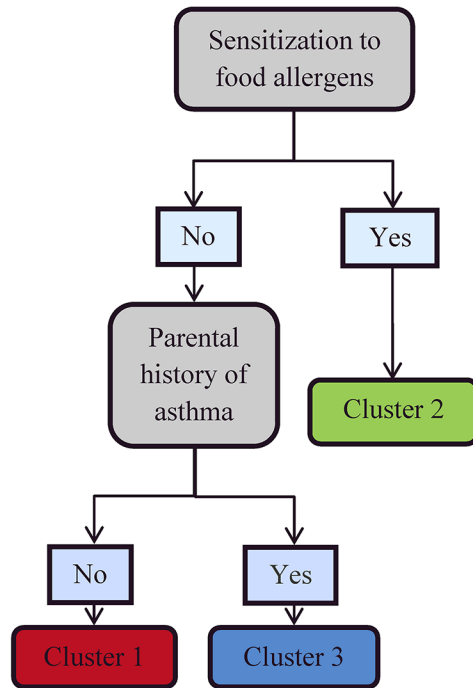 Sensitization to
food allergens
No
Yes
Parental
history of
asthma
Cluster 2
No
Yes
Cluster 1
Cluster 3